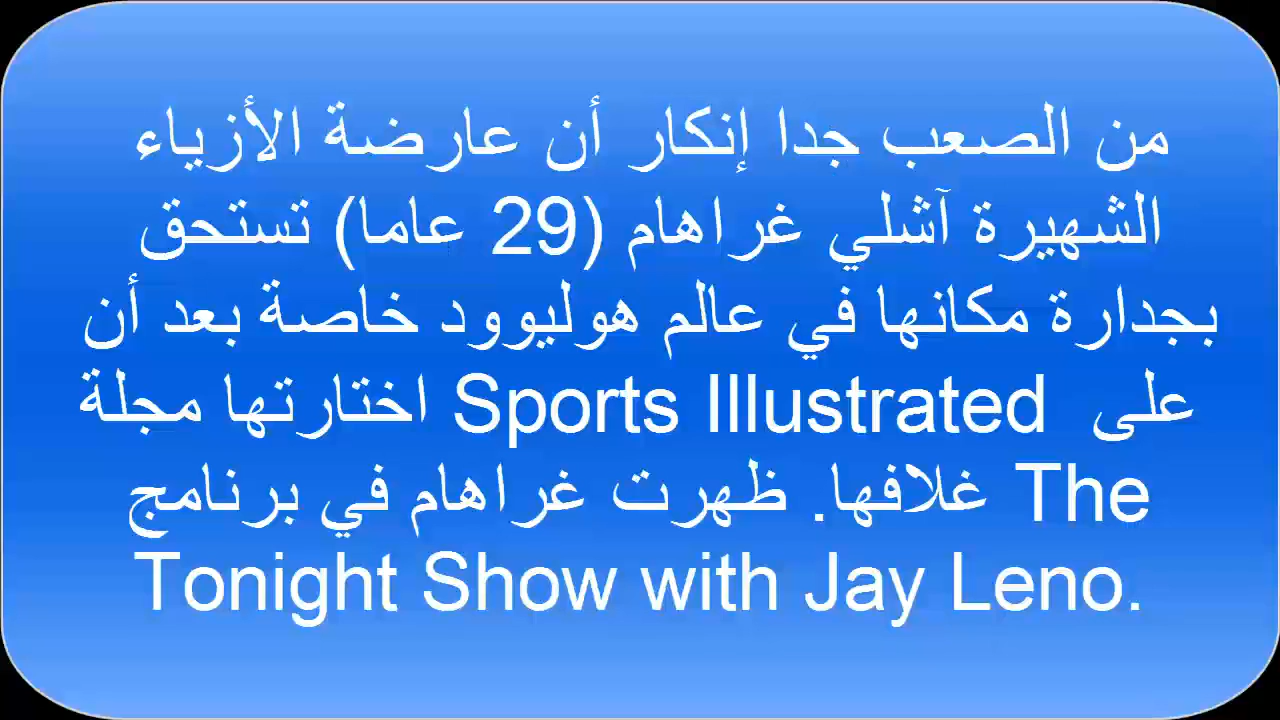 من الصعب جدا إنكار أن عارضة الأزياء
الشهيرة آشلي غراهام (29 عاما) تستحق
بجدارة مكانها في عالم هوليوود خاصة بعد أن
اختارتها مجلة Sports Illustrated على
غلافها. ظهرت غراهام في برنامج The
Tonight Show with Jay Leno.